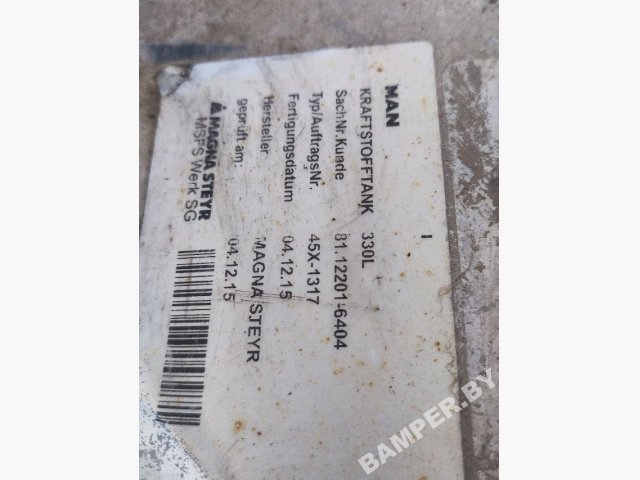 MAN
KRAFTSTOFFTANK 330L
SachNr.Kunde 81.12201-6404
Typ/AuftragsNr. 45X-1317
Fertigungsdatum 04.12.15
Hersteller MAGNA STEYR
geprüft am: 04.12.15
MAGNA STEYR
MSFS Werk SG
BAMPER.BY